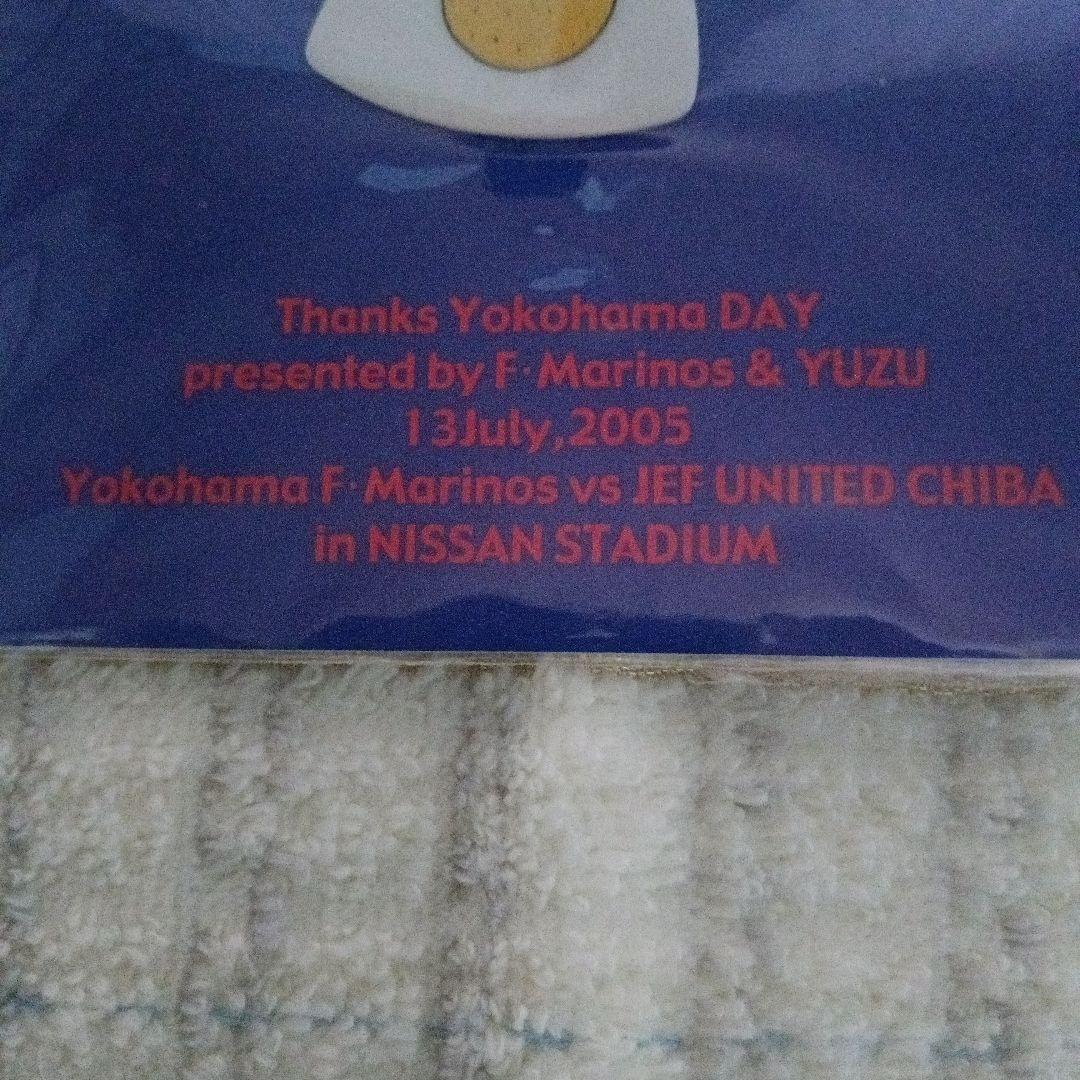 Thanks Yokohama DAY
presented by F·Marinos & YUZU
13July,2005
Yokohama F·Marinos vs JEF UNITED CHIBA
in NISSAN STADIUM